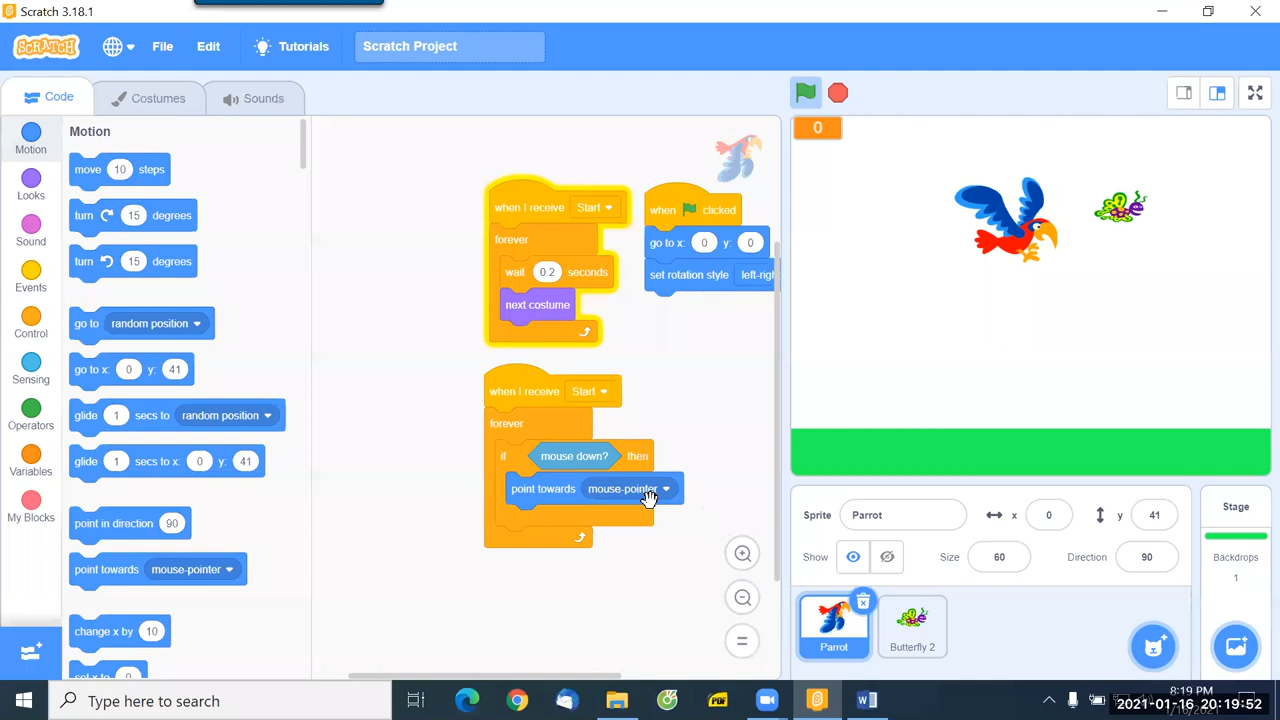 Scratch 3.18.1
SCRATCH
File
Edit
Tutorials
Scratch Project
Code
Costumes
Sounds
Motion
Looks
Sound
Events
Control
Sensing
Operators
Variables
My Blocks
Motion
move 10 steps
turn 15 degrees
turn 15 degrees
go to random position
go to x: 0 y: 41
glide 1 secs to random position
glide 1 secs to x: 0 y: 41
point in direction 90
point towards mouse-pointer
change x by 10
set x to 0
when I receive Start
forever
wait 0.2 seconds
next costume
when clicked
go to x: 0 y: 0
set rotation style left-righ
when I receive Start
forever
if mouse down? then
point towards mouse-pointer
0
Sprite Parrot x 0 y 41
Show Size 60 Direction 90
Parrot
Butterfly 2
Stage
Backdrops
1
Type here to search
PDF
8:19 PM
2021-01-16 20:19:52